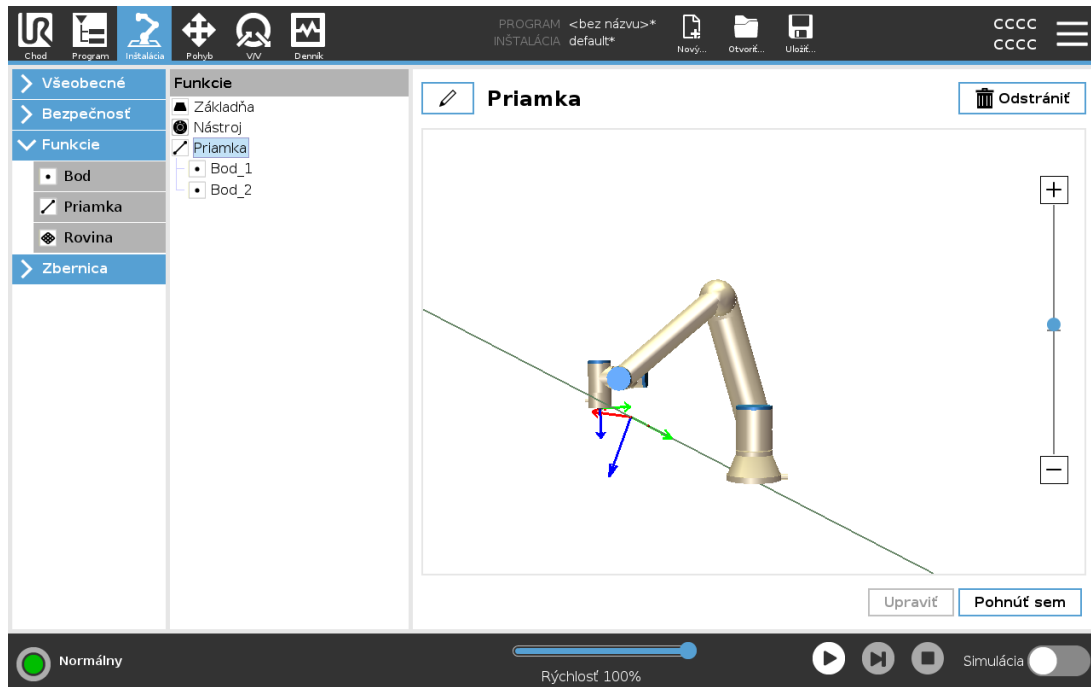 Chod
Program
Inštalácia
Pohyb
V/V
Dennik
PROGRAM <bez názvu>*
INŠTALÁCIA default*
Nový...
Otvoriť...
Uložiť...
CCCC
CCCC
Všeobecné
Bezpečnosť
Funkcie
Bod
Priamka
Rovina
Zbernica
Funkcie
Základňa
Nástroj
Priamka
Bod_1
Bod_2
Priamka
Odstrániť
Upraviť
Pohnúť sem
Normálny
Rýchlosť 100%
Simulácia